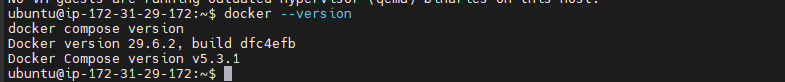 No VM guests are running outdated hypervisor (qemu) binaries on this host.
ubuntu@ip-172-31-29-172:~$ docker --version
docker compose version
Docker version 29.6.2, build dfc4efb
Docker Compose version v5.3.1
ubuntu@ip-172-31-29-172:~$